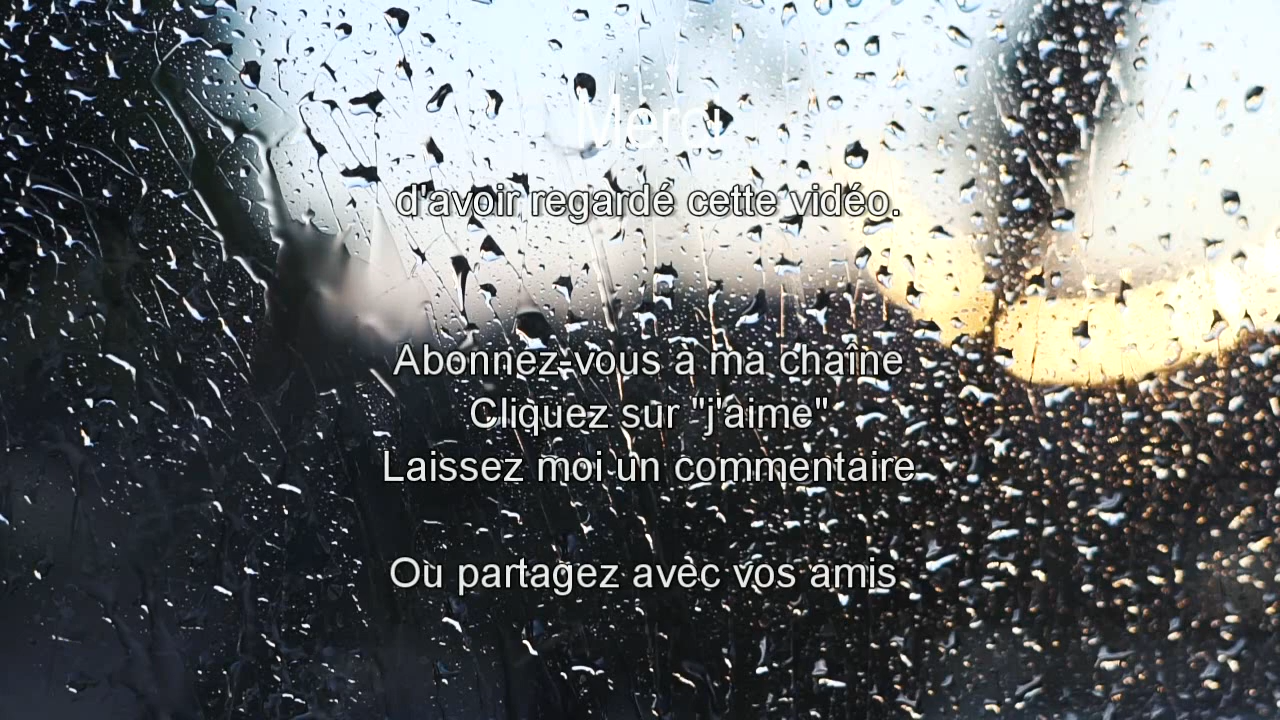 Merci
d'avoir regardé cette vidéo.
Abonnez-vous à ma chaîne
Cliquez sur "j'aime"
Laissez moi un commentaire
Ou partagez avec vos amis